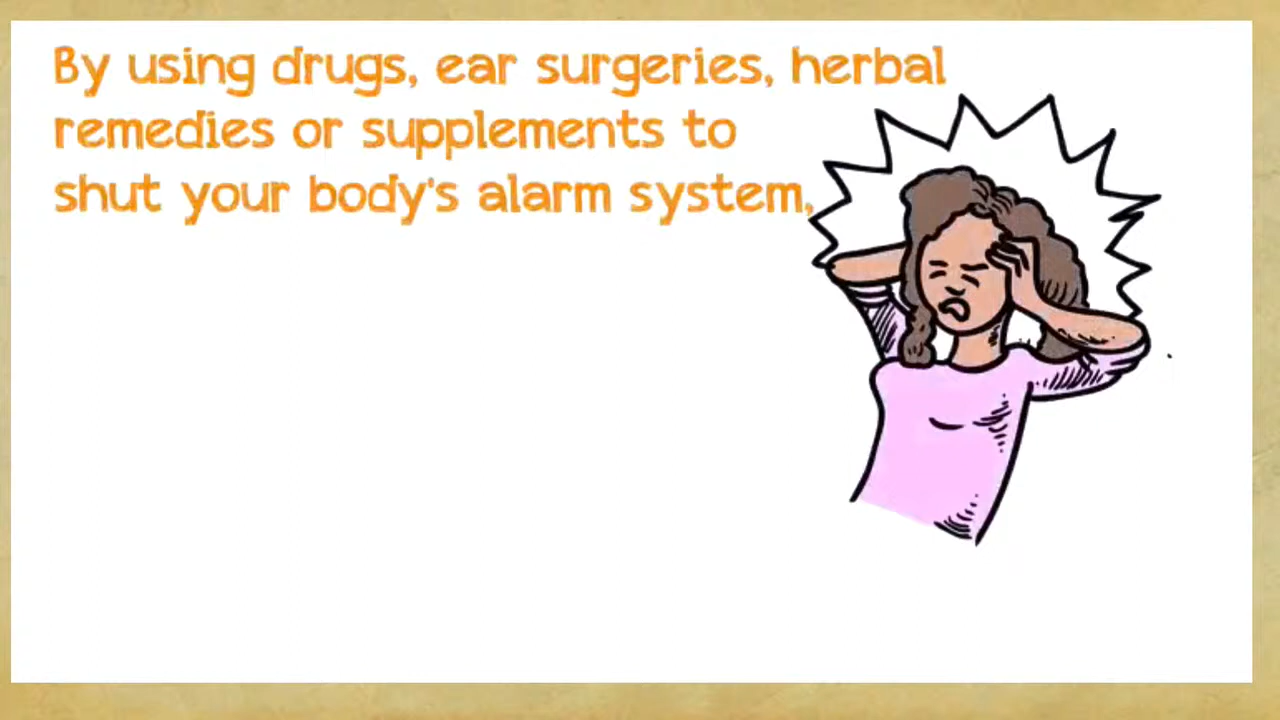 By using drugs, ear surgeries, herbal
remedies or supplements to
shut your body's alarm system,